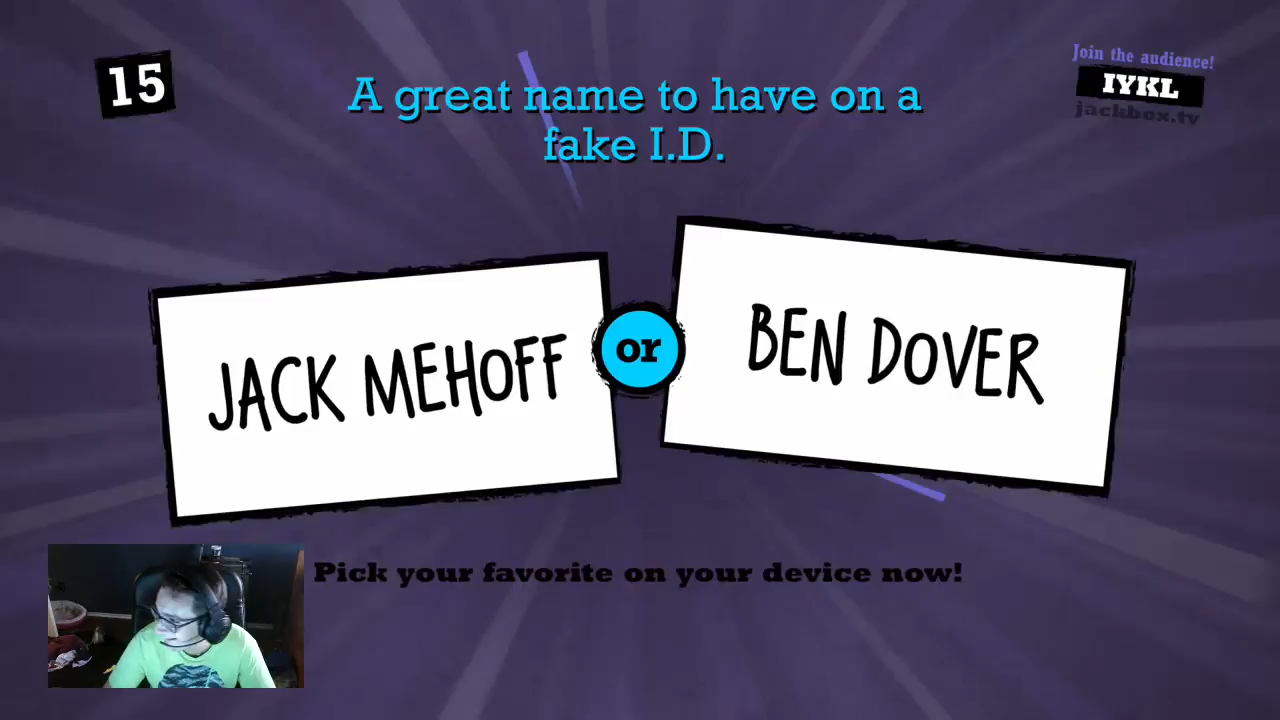 15
A great name to have on a
fake I.D.
Join the audience!
IYKL
jackbox.tv
JACK MEHOFF
or
BEN DOVER
Pick your favorite on your device now!